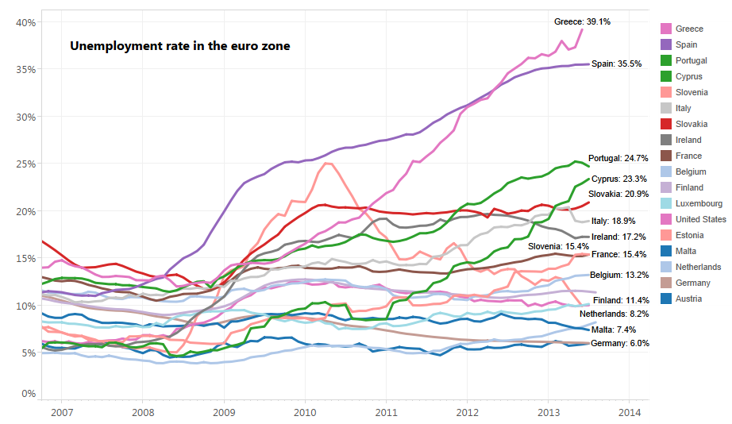 Unemployment rate in the euro zone
40%
35%
30%
25%
20%
15%
10%
5%
0%
2007
2008
2009
2010
2011
2012
2013
2014
Greece: 39.1%
Spain: 35.5%
Portugal: 24.7%
Cyprus: 23.3%
Slovakia: 20.9%
Italy: 18.9%
Ireland: 17.2%
Slovenia: 15.4%
France: 15.4%
Belgium: 13.2%
Finland: 11.4%
Netherlands: 8.2%
Malta: 7.4%
Germany: 6.0%
Greece
Spain
Portugal
Cyprus
Slovenia
Italy
Slovakia
Ireland
France
Belgium
Finland
Luxembourg
United States
Estonia
Malta
Netherlands
Germany
Austria